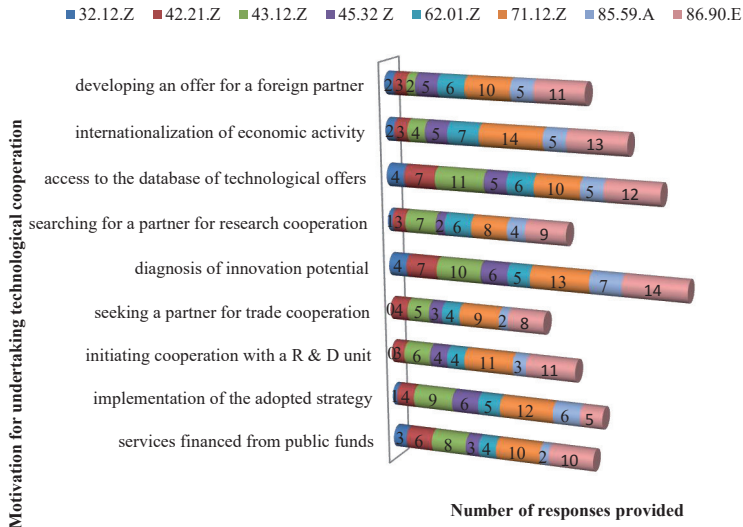 32.12.Z 42.21.Z 43.12.Z 45.32 Z 62.01.Z 71.12.Z 85.59.A 86.90.E
Motivation for undertaking technological cooperation
developing an offer for a foreign partner 2 3 2 5 6 10 5 11
internationalization of economic activity 2 3 4 5 7 14 5 13
access to the database of technological offers 4 7 11 5 6 10 5 12
searching for a partner for research cooperation 1 3 7 2 6 8 4 9
diagnosis of innovation potential 4 7 10 6 5 13 7 14
seeking a partner for trade cooperation 0 4 5 3 4 9 2 8
initiating cooperation with a R & D unit 0 3 6 4 4 11 3 11
implementation of the adopted strategy 1 4 9 6 5 12 6 5
services financed from public funds 3 6 8 3 4 10 2 10
Number of responses provided